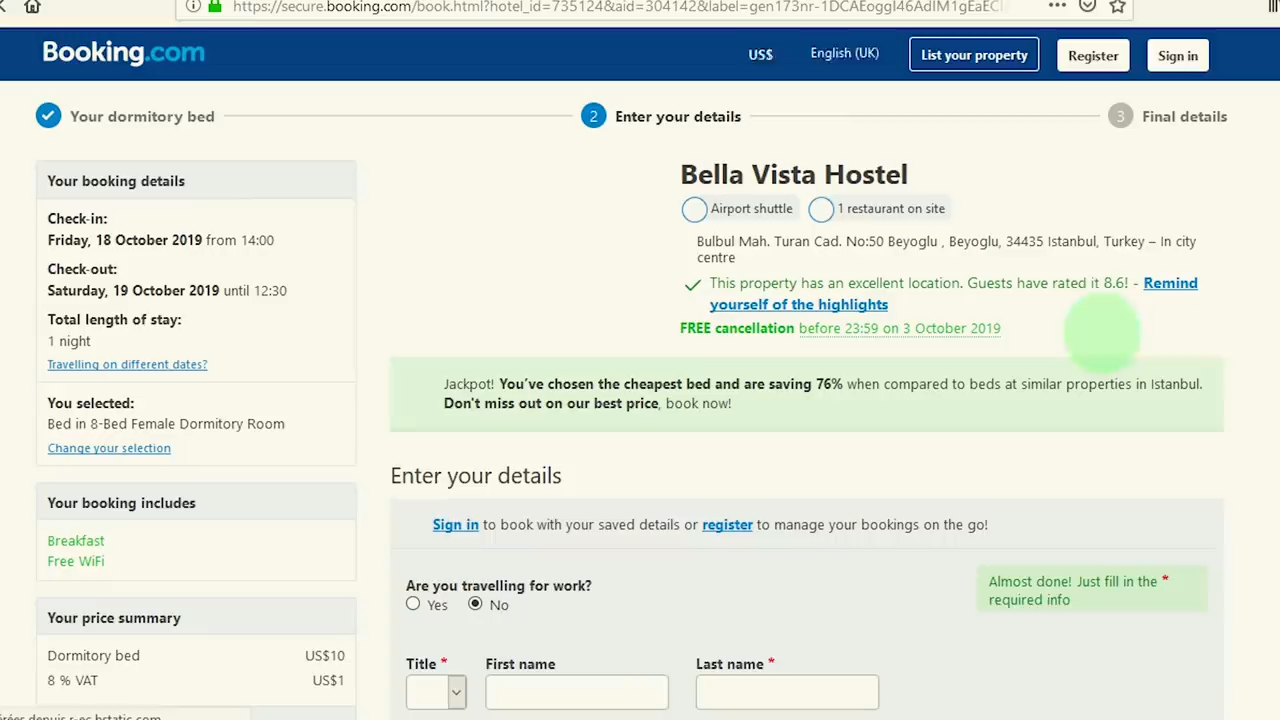 https://secure.booking.com/book.html?hotel_id=735124&aid=304142&label=gen173nr-1DCAEoggI46AdIM1gEaEC
Booking.com
US$
English (UK)
List your property
Register
Sign in
Your dormitory bed
2 Enter your details
3 Final details
Your booking details
Check-in:
Friday, 18 October 2019 from 14:00
Check-out:
Saturday, 19 October 2019 until 12:30
Total length of stay:
1 night
Travelling on different dates?
You selected:
Bed in 8-Bed Female Dormitory Room
Change your selection
Your booking includes
Breakfast
Free WiFi
Your price summary
Dormitory bed US$10
8 % VAT US$1
Bella Vista Hostel
Airport shuttle 1 restaurant on site
Bulbul Mah. Turan Cad. No:50 Beyoglu , Beyoglu, 34435 Istanbul, Turkey – In city
centre
This property has an excellent location. Guests have rated it 8.6! - Remind
yourself of the highlights
FREE cancellation before 23:59 on 3 October 2019
Jackpot! You've chosen the cheapest bed and are saving 76% when compared to beds at similar properties in Istanbul.
Don't miss out on our best price, book now!
Enter your details
Sign in to book with your saved details or register to manage your bookings on the go!
Are you travelling for work?
Yes No
Almost done! Just fill in the *
required info
Title * First name Last name *